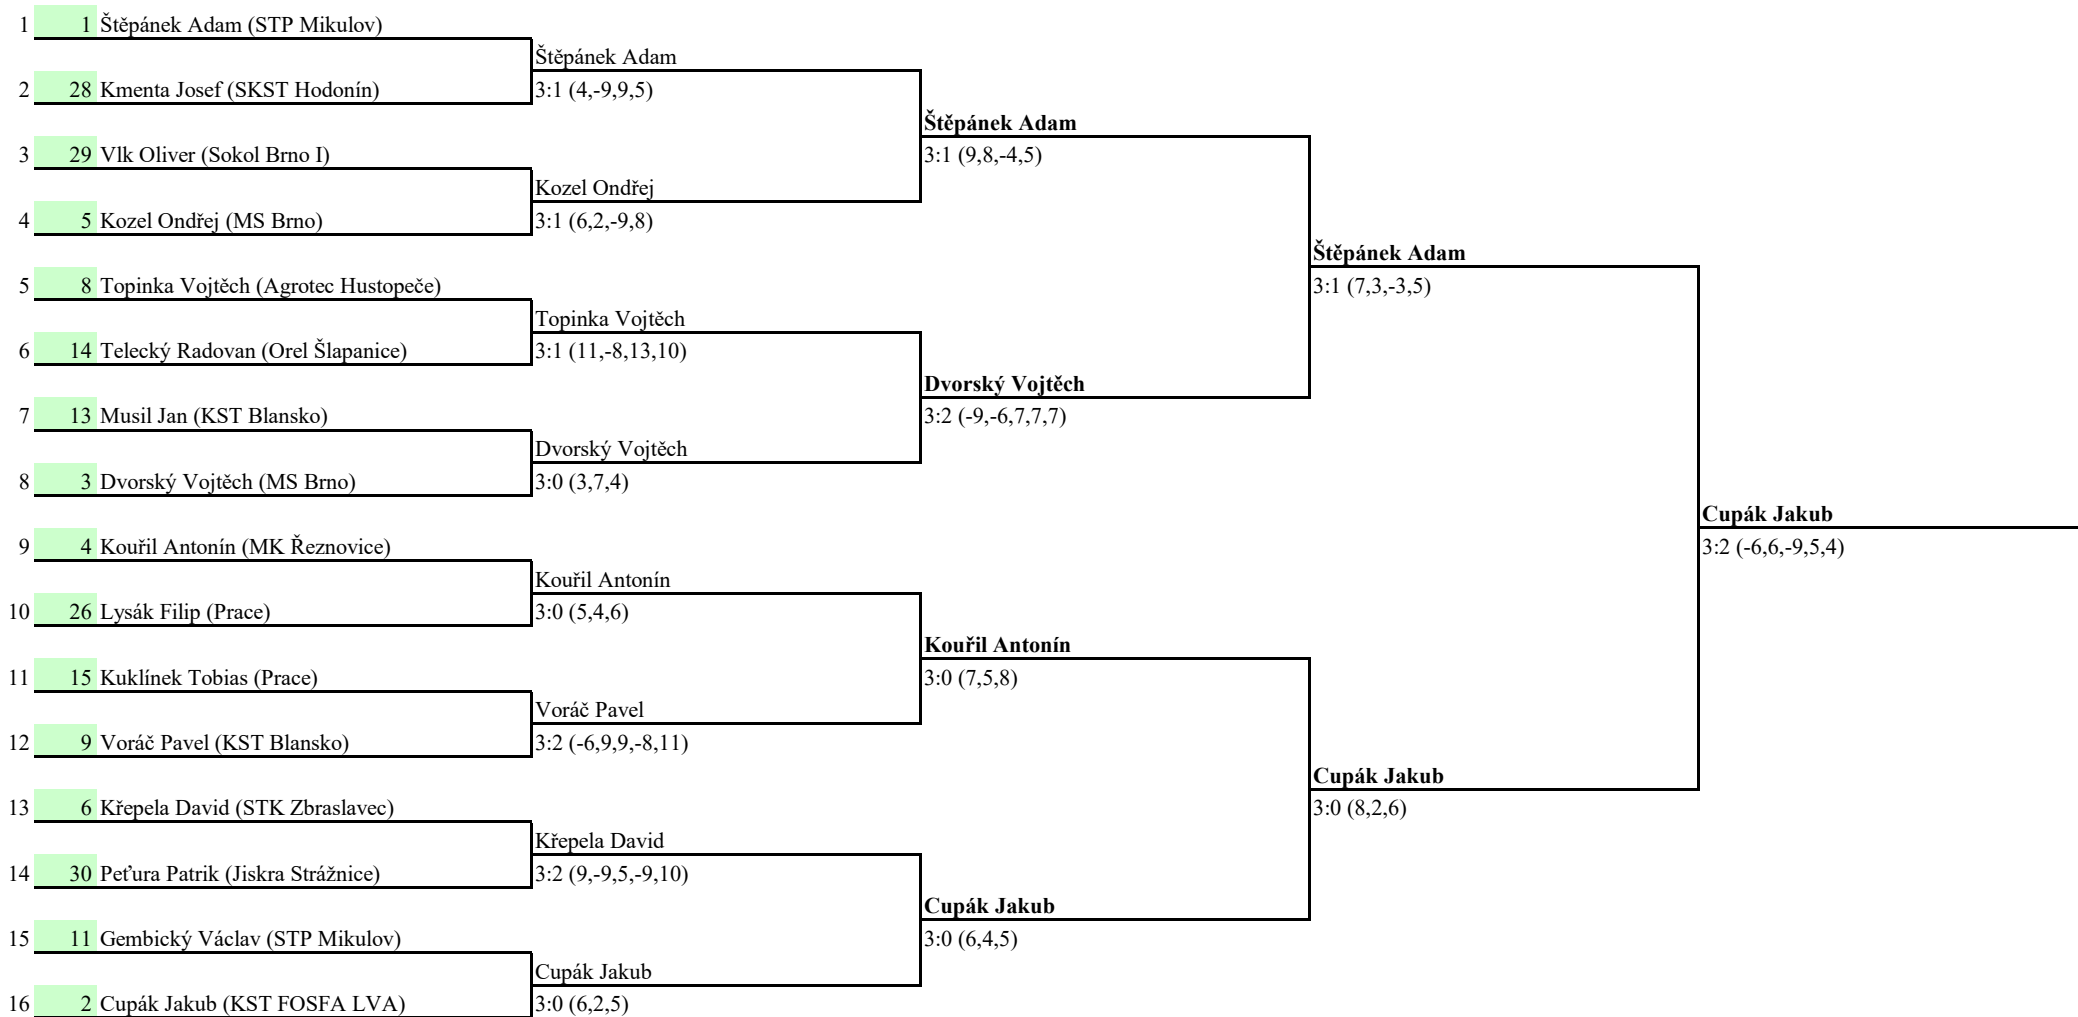 1 1 Štěpánek Adam (STP Mikulov)
Štěpánek Adam
2 28 Kmenta Josef (SKST Hodonín) 3:1 (4,-9,9,5)
Štěpánek Adam
3 29 Vlk Oliver (Sokol Brno I) 3:1 (9,8,-4,5)
Kozel Ondřej
4 5 Kozel Ondřej (MS Brno) 3:1 (6,2,-9,8)
Štěpánek Adam
5 8 Topinka Vojtěch (Agrotec Hustopeče) 3:1 (7,3,-3,5)
Topinka Vojtěch
6 14 Telecký Radovan (Orel Šlapanice) 3:1 (11,-8,13,10)
Dvorský Vojtěch
7 13 Musil Jan (KST Blansko) 3:2 (-9,-6,7,7,7)
Dvorský Vojtěch
8 3 Dvorský Vojtěch (MS Brno) 3:0 (3,7,4)
Cupák Jakub
9 4 Kouřil Antonín (MK Řeznovice) 3:2 (-6,6,-9,5,4)
Kouřil Antonín
10 26 Lysák Filip (Prace) 3:0 (5,4,6)
Kouřil Antonín
11 15 Kuklínek Tobias (Prace) 3:0 (7,5,8)
Voráč Pavel
12 9 Voráč Pavel (KST Blansko) 3:2 (-6,9,9,-8,11)
Cupák Jakub
13 6 Křepela David (STK Zbraslavec) 3:0 (8,2,6)
Křepela David
14 30 Peťura Patrik (Jiskra Strážnice) 3:2 (9,-9,5,-9,10)
Cupák Jakub
15 11 Gembický Václav (STP Mikulov) 3:0 (6,4,5)
Cupák Jakub
16 2 Cupák Jakub (KST FOSFA LVA) 3:0 (6,2,5)